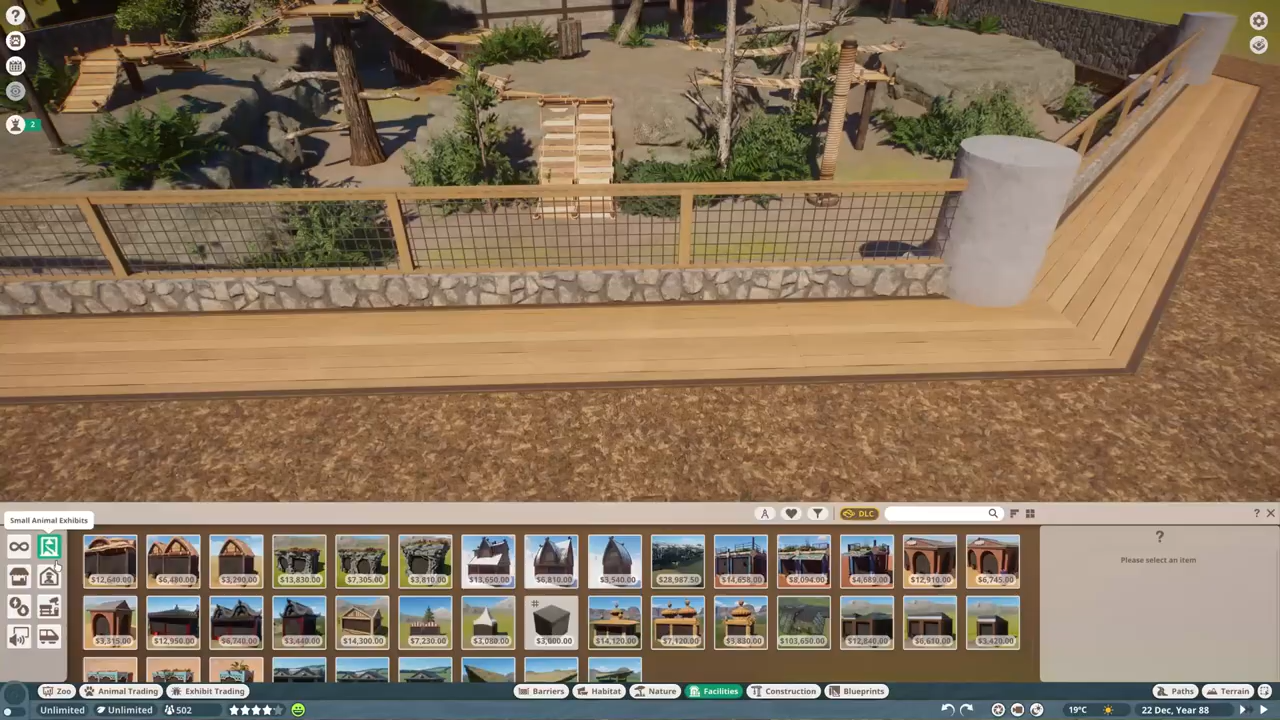 ?
2
Small Animal Exhibits
DLC
?
$12,640.00
$6,480.00
$3,290.00
$13,830.00
$7,305.00
$3,810.00
$13,650.00
$6,810.00
$3,540.00
$28,987.50
$14,658.00
$8,094.00
$4,689.00
$12,910.00
$6,745.00
?
Please select an item
#
$3,315.00
$12,950.00
$6,740.00
$3,440.00
$14,300.00
$7,230.00
$3,080.00
$3,000.00
$14,120.00
$7,120.00
$3,830.00
$103,650.00
$12,840.00
$6,610.00
$3,420.00
Zoo
Animal Trading
Exhibit Trading
Barriers
Habitat
Nature
Facilities
Construction
Blueprints
Paths
Terrain
Unlimited
Unlimited
502
19°C
22 Dec, Year 88